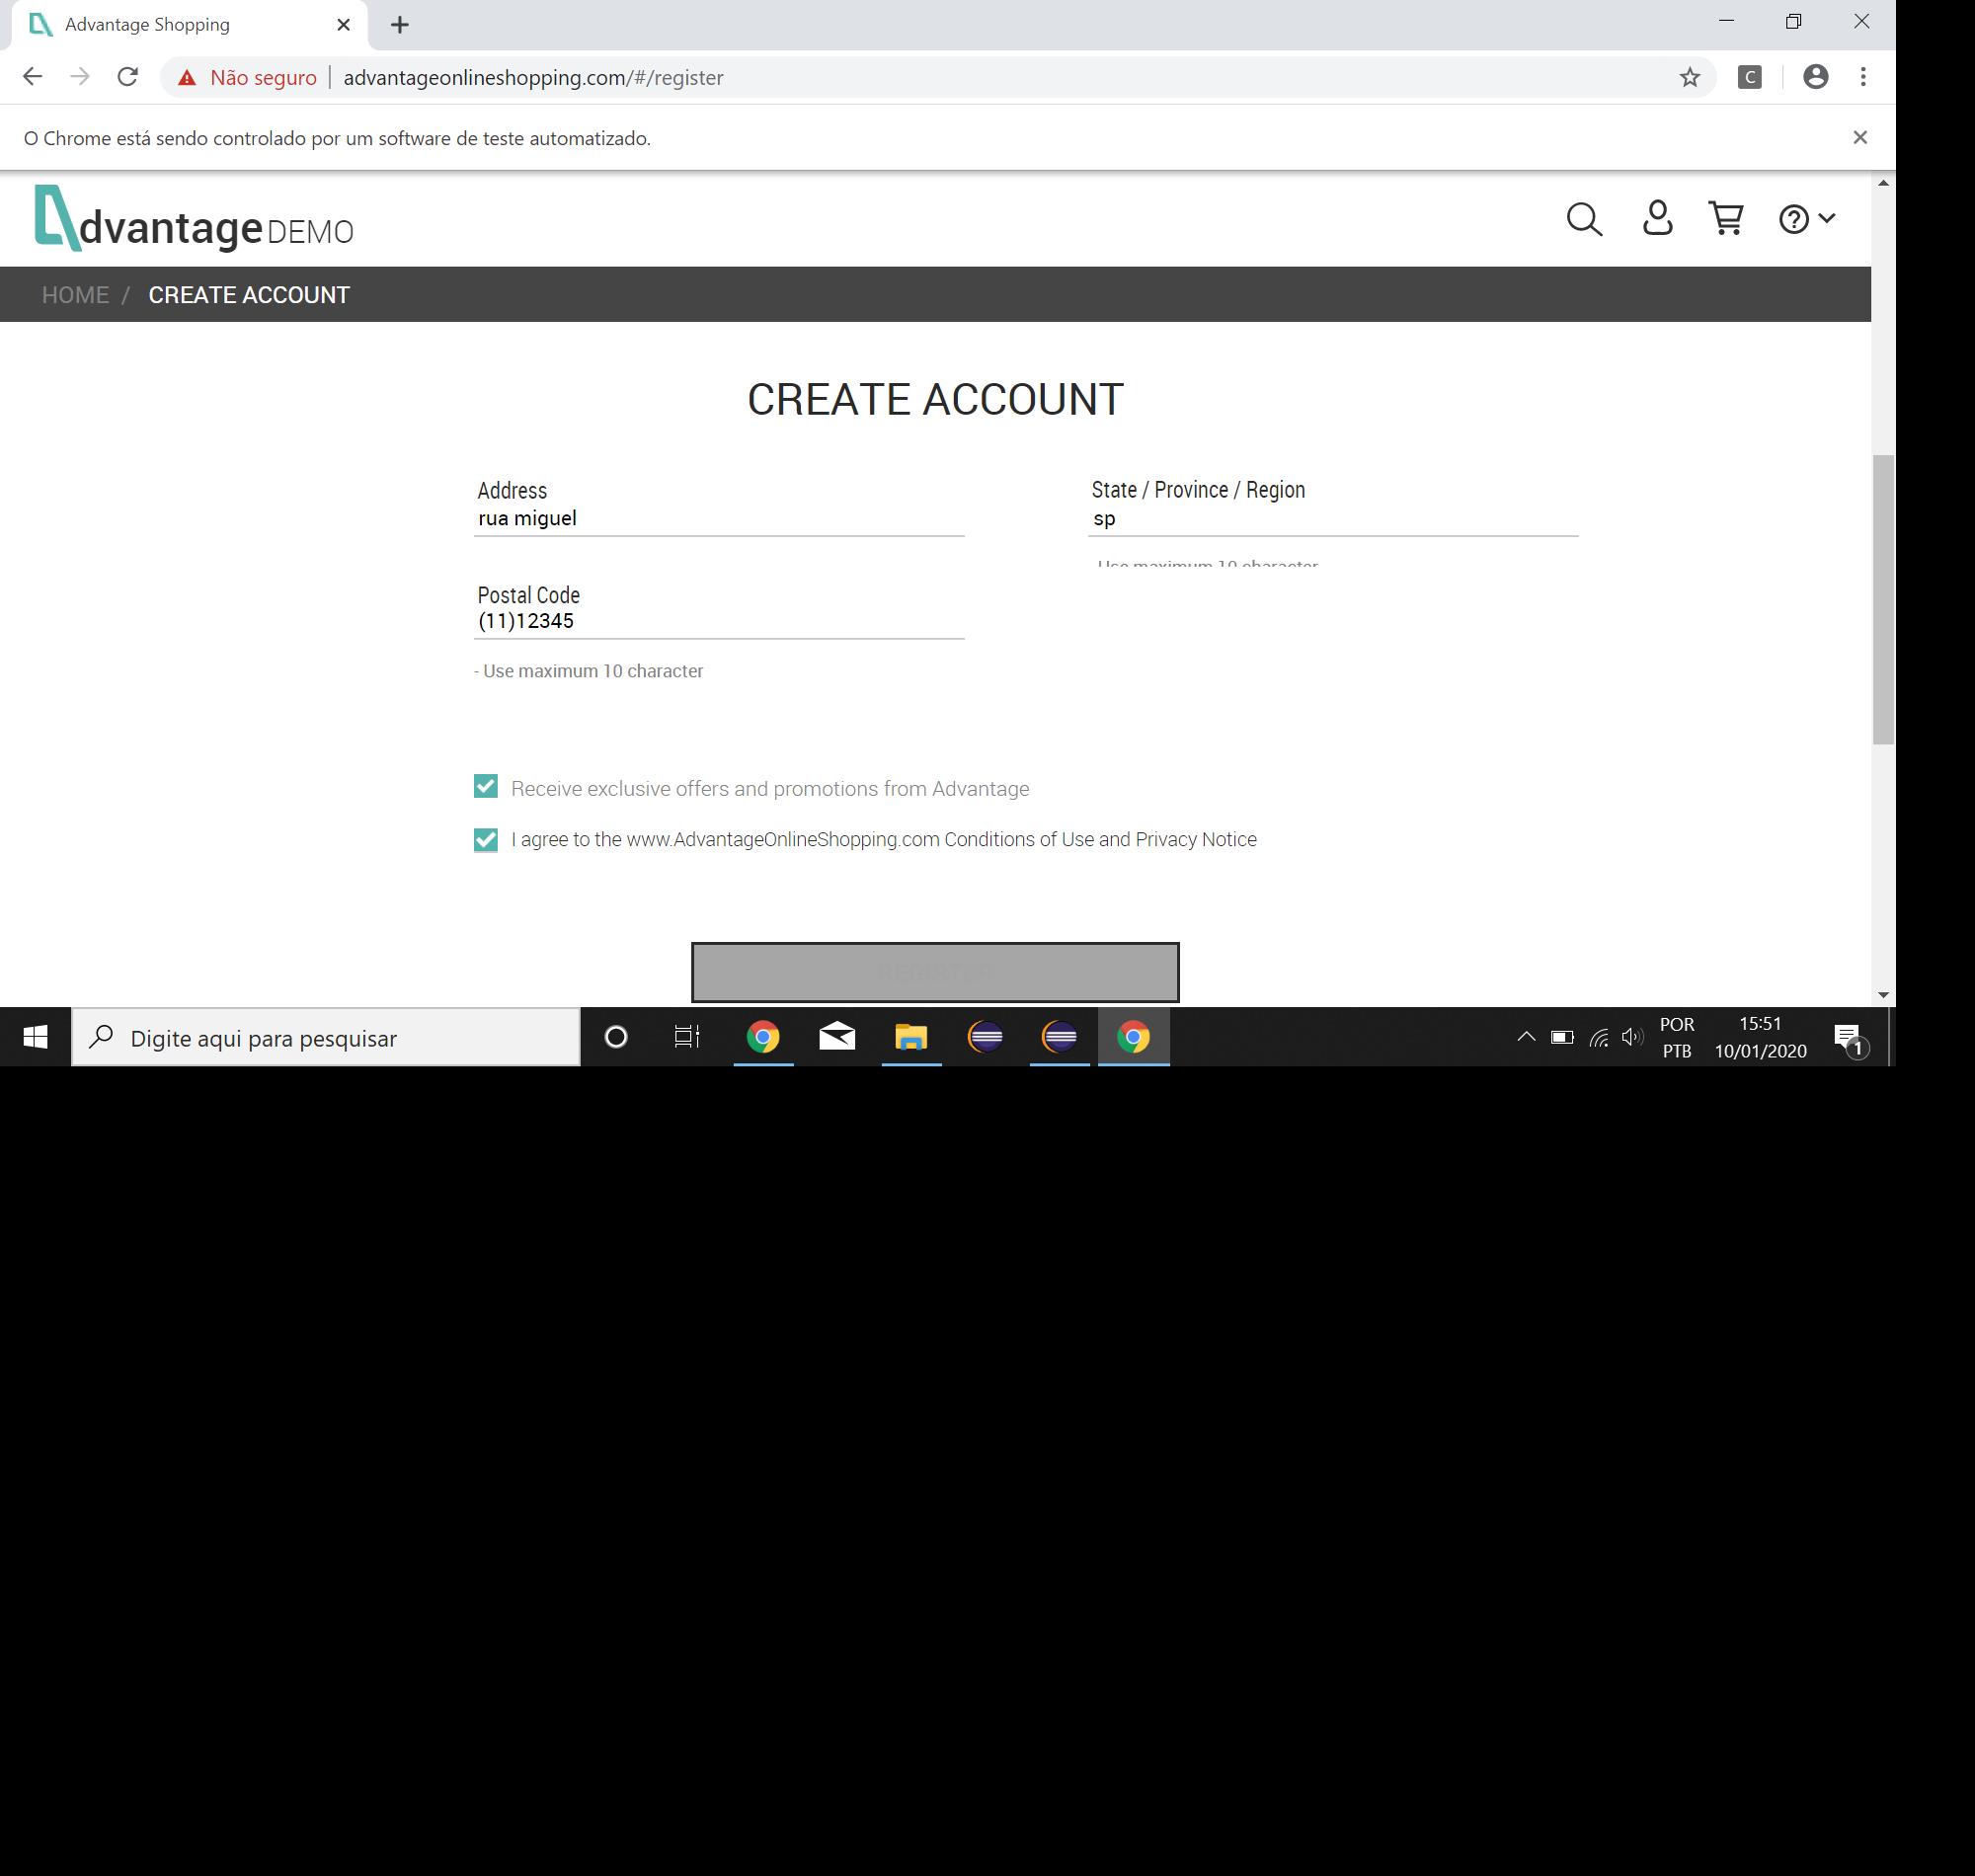 Advantage Shopping
Não seguro | advantageonlineshopping.com/#/register
C
O Chrome está sendo controlado por um software de teste automatizado.
dvantage DEMO
HOME / CREATE ACCOUNT
CREATE ACCOUNT
Address
rua miguel
State / Province / Region
sp
Use maximum 10 character
Postal Code
(11)12345
- Use maximum 10 character
Receive exclusive offers and promotions from Advantage
I agree to the www.AdvantageOnlineShopping.com Conditions of Use and Privacy Notice
Digite aqui para pesquisar
POR
PTB
15:51
10/01/2020
1